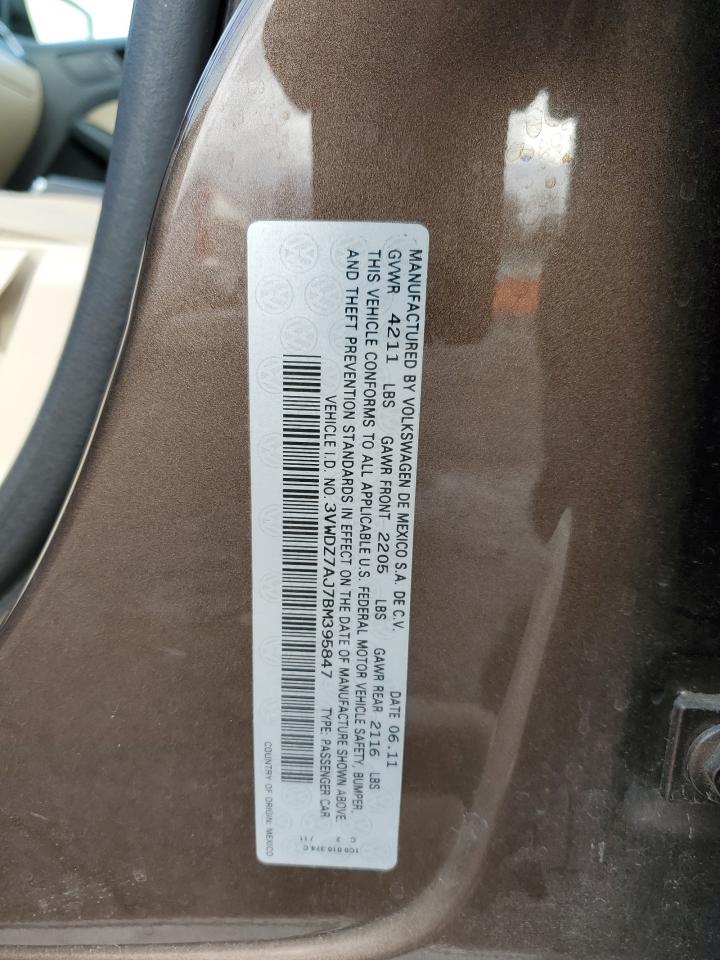 MANUFACTURED BY VOLKSWAGEN DE MEXICO S.A. DE C.V.
GVWR 4211 LBS GAWR FRONT 2205 LBS GAWR REAR 2116 LBS DATE 06.11
THIS VEHICLE CONFORMS TO ALL APPLICABLE U.S. FEDERAL MOTOR VEHICLE SAFETY, BUMPER,
AND THEFT PREVENTION STANDARDS IN EFFECT ON THE DATE OF MANUFACTURE SHOWN ABOVE.
VEHICLE I.D. NO. 3VWDZ7AJ7BM395847 TYPE: PASSENGER CAR
COUNTRY OF ORIGIN: MEXICO